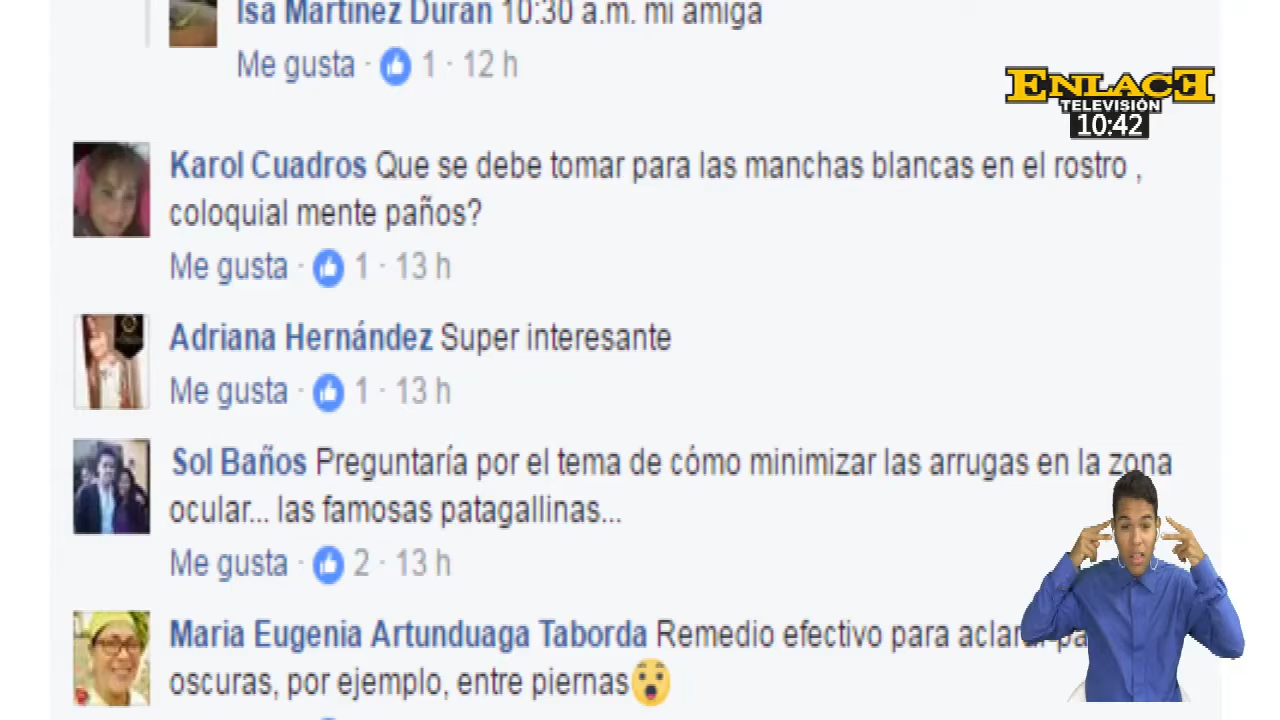 Isa Martínez Durán 10:30 a.m. mi amiga
Me gusta · 1 · 12 h
ENLACE
TELEVISIÓN
10:42
Karol Cuadros Que se debe tomar para las manchas blancas en el rostro ,
coloquial mente paños?
Me gusta · 1 · 13 h
Adriana Hernández Super interesante
Me gusta · 1 · 13 h
Sol Baños Preguntaría por el tema de cómo minimizar las arrugas en la zona
ocular... las famosas patagallinas...
Me gusta · 2 · 13 h
Maria Eugenia Artunduaga Taborda Remedio efectivo para
oscuras, por ejemplo, entre piernas😯